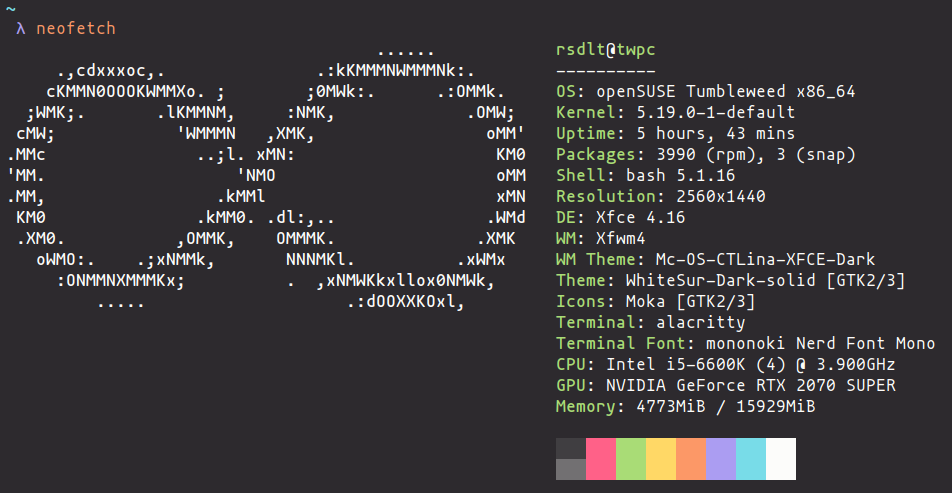 ~
λ neofetch
                                     ......
     .,cdxxxoc,.               .:kKMMMNWMMMNk:.
    cKMMN0OOOKWMMXo. ;        ;0MWk:.      .:OMMk.
  ;WMK;.       .lKMMNM,     :NMK,             .OMW;
 cMW;            'WMMMN   ,XMK,                 oMM'
.MMc               ..;l. xMN:                    KM0
'MM.                   'NMO                      oMM
.MM,                 .kMMl                       xMN
 KM0               .kMM0. .dl:,..               .WMd
 .XM0.           ,OMMK,    OMMMK.              .XMK
   oWMO:.    .;xNMMk,       NNNMKl.          .xWMx
     :ONMMNXMMMKx;          .  ,xNMWKkxllox0NMWk,
         .....                    .:dOOXXKOxl,
rsdlt@twpc
----------
OS: openSUSE Tumbleweed x86_64
Kernel: 5.19.0-1-default
Uptime: 5 hours, 43 mins
Packages: 3990 (rpm), 3 (snap)
Shell: bash 5.1.16
Resolution: 2560x1440
DE: Xfce 4.16
WM: Xfwm4
WM Theme: Mc-OS-CTLina-XFCE-Dark
Theme: WhiteSur-Dark-solid [GTK2/3]
Icons: Moka [GTK2/3]
Terminal: alacritty
Terminal Font: mononoki Nerd Font Mono
CPU: Intel i5-6600K (4) @ 3.900GHz
GPU: NVIDIA GeForce RTX 2070 SUPER
Memory: 4773MiB / 15929MiB